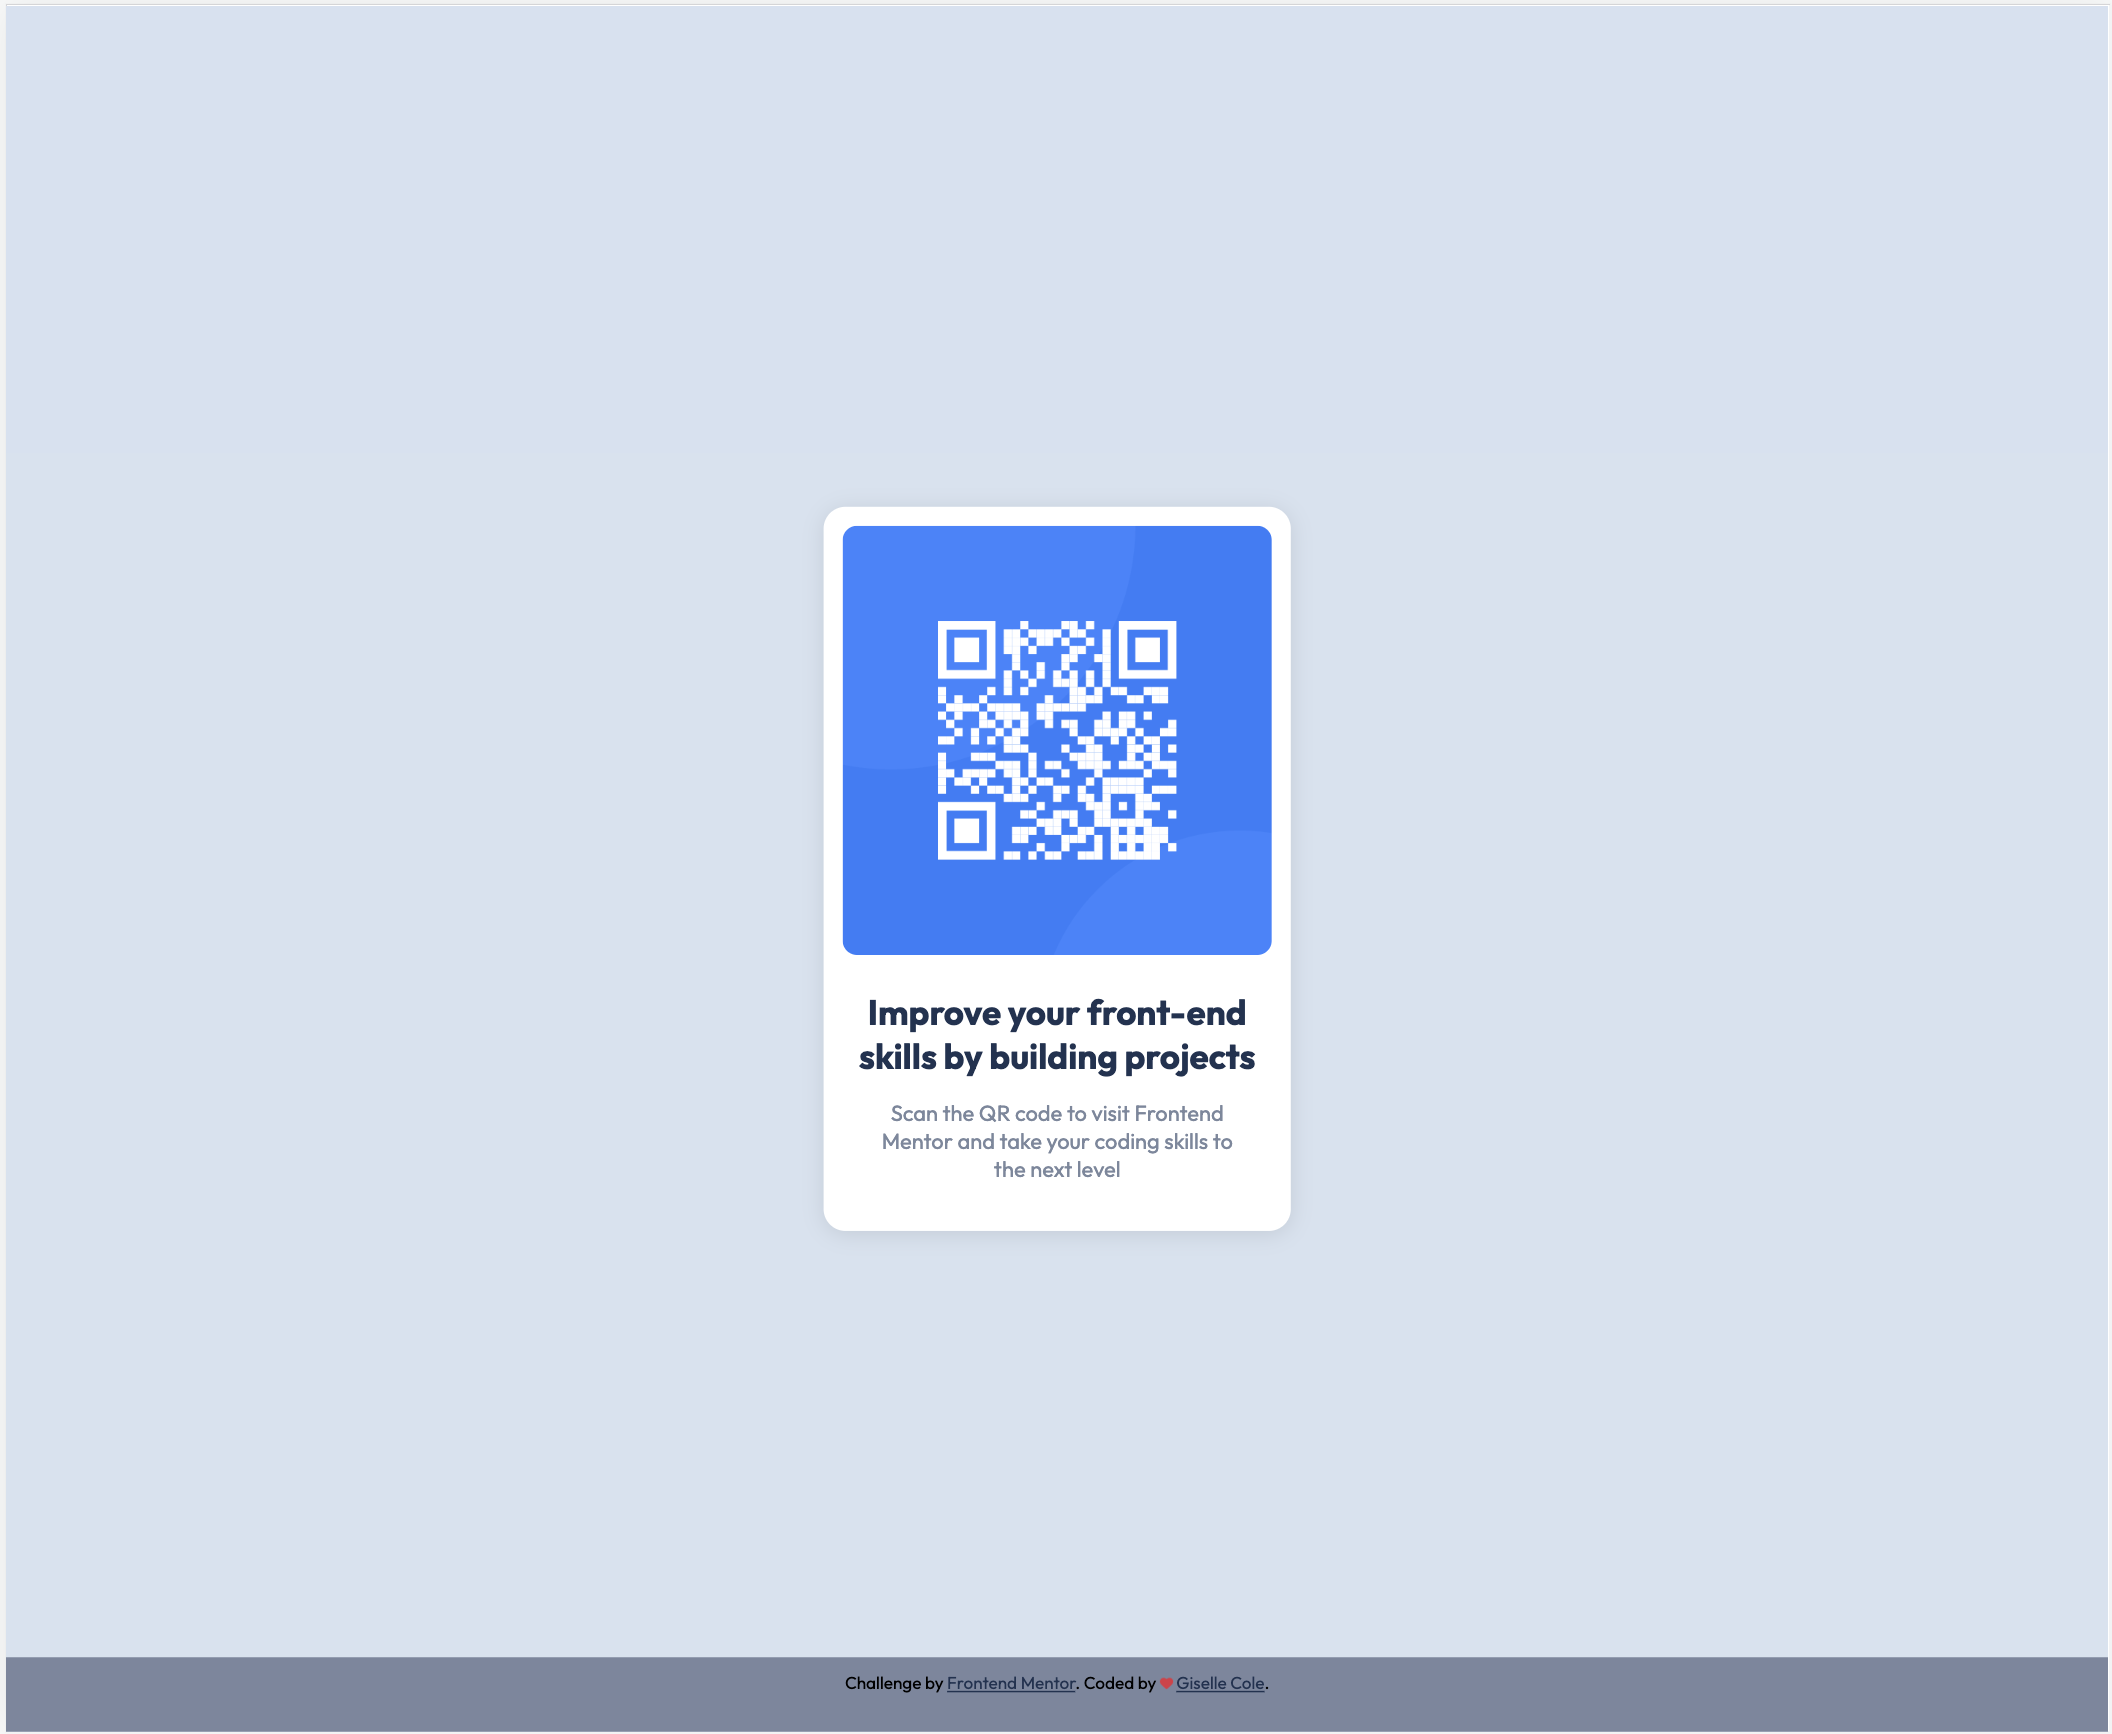 Improve your front-end
skills by building projects
Scan the QR code to visit Frontend
Mentor and take your coding skills to
the next level
Challenge by Frontend Mentor. Coded by ❤ Giselle Cole.